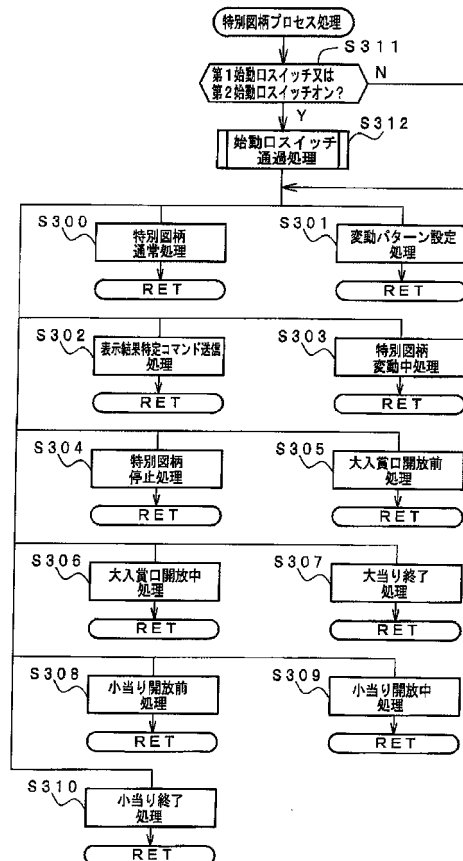 特別図柄プロセス処理
S311
第1始動口スイッチ又は
第2始動口スイッチオン?
N
Y
S312
始動口スイッチ
通過処理
S300
特別図柄
通常処理
RET
S301
変動パターン設定
処理
RET
S302
表示結果特定コマンド送信
処理
RET
S303
特別図柄
変動中処理
RET
S304
特別図柄
停止処理
RET
S305
大入賞口開放前
処理
RET
S306
大入賞口開放中
処理
RET
S307
大当り終了
処理
RET
S308
小当り開放前
処理
RET
S309
小当り開放中
処理
RET
S310
小当り終了
処理
RET